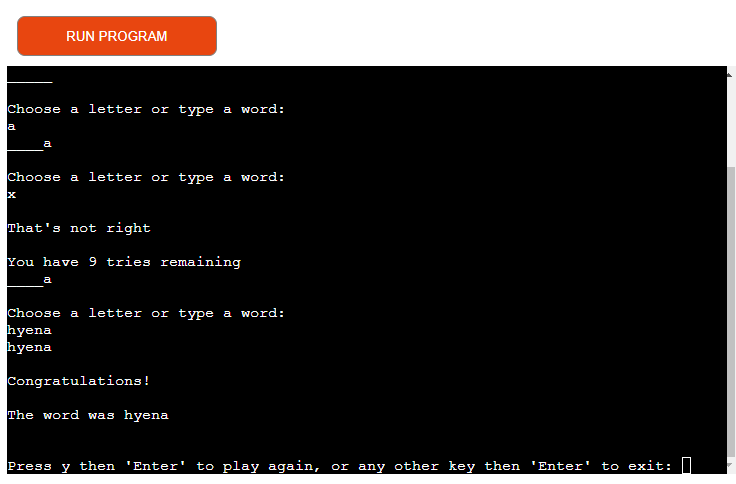 RUN PROGRAM
_____
Choose a letter or type a word:
a
____a
Choose a letter or type a word:
x
That's not right
You have 9 tries remaining
____a
Choose a letter or type a word:
hyena
hyena
Congratulations!
The word was hyena
Press y then 'Enter' to play again, or any other key then 'Enter' to exit: